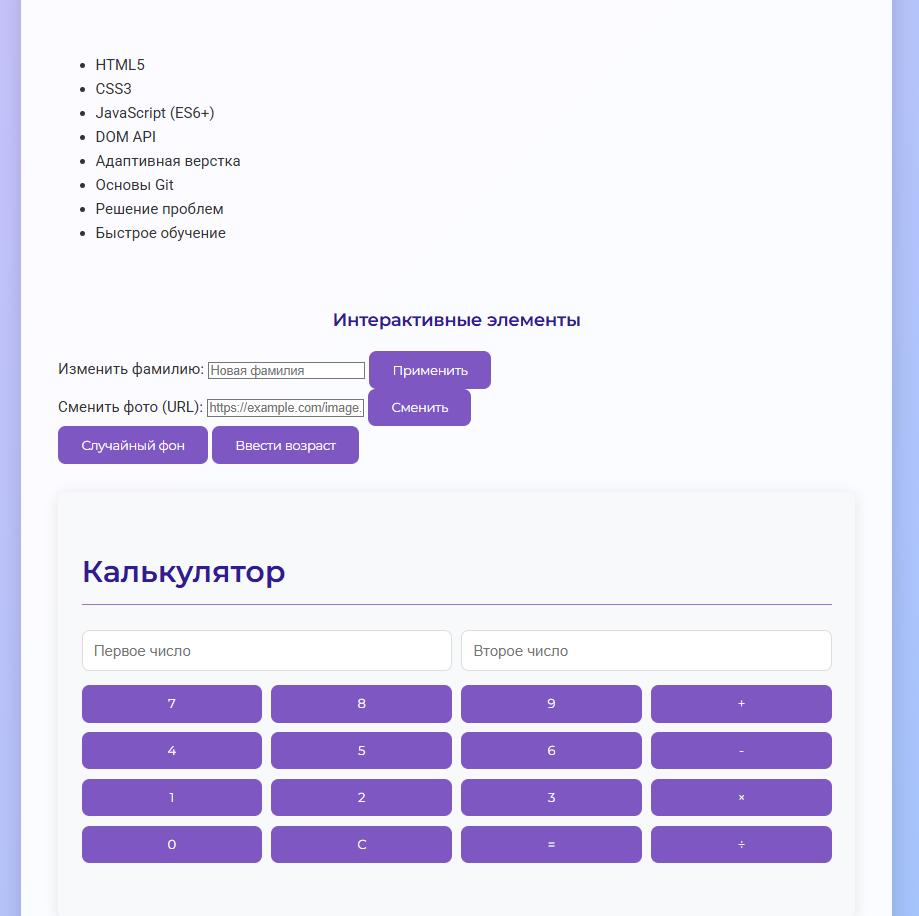 HTML5
CSS3
JavaScript (ES6+)
DOM API
Адаптивная верстка
Основы Git
Решение проблем
Быстрое обучение
Интерактивные элементы
Изменить фамилию: Новая фамилия Применить
Сменить фото (URL): https://example.com/image. Сменить
Случайный фон Ввести возраст
Калькулятор
Первое число Второе число
7 8 9 +
4 5 6 -
1 2 3 ×
0 C = ÷